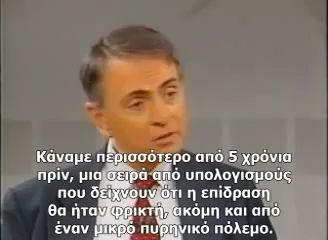 Κάναμε περισσότερο από 5 χρόνια
πρίν, μια σειρά από υπολογισμούς
που δείχνουν ότι η επίδραση
θα ήταν φρικτή, ακόμη και από
έναν μικρό πυρηνικό πόλεμο.